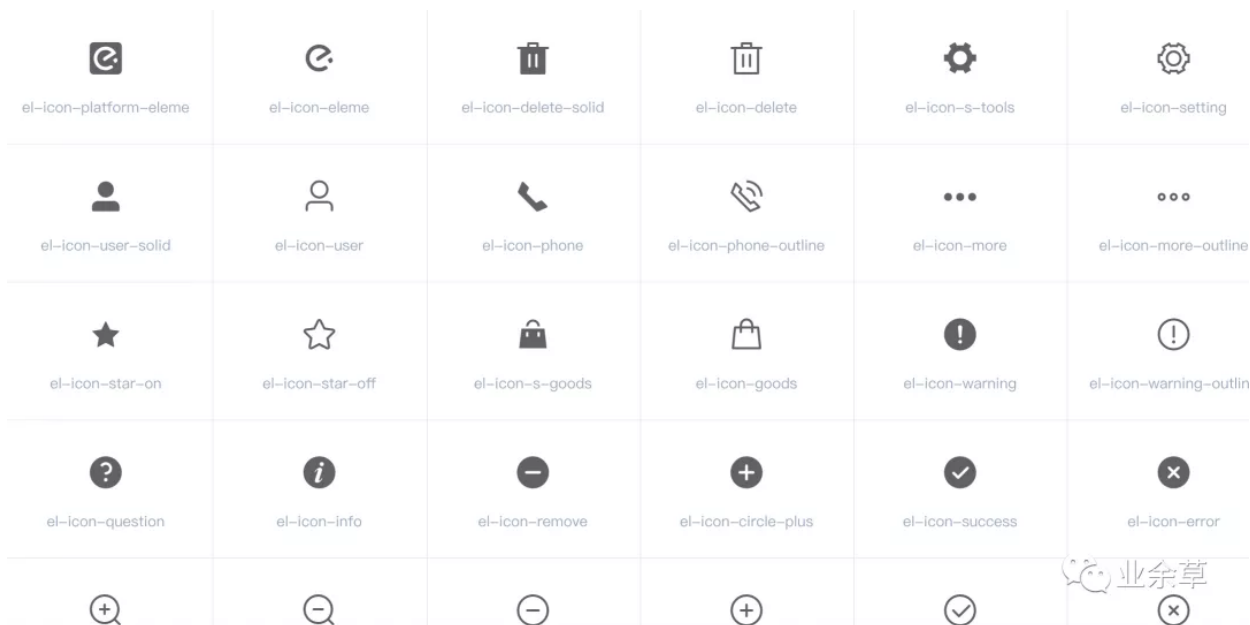 el-icon-platform-eleme
el-icon-eleme
el-icon-delete-solid
el-icon-delete
el-icon-s-tools
el-icon-setting
el-icon-user-solid
el-icon-user
el-icon-phone
el-icon-phone-outline
el-icon-more
el-icon-more-outline
el-icon-star-on
el-icon-star-off
el-icon-s-goods
el-icon-goods
el-icon-warning
el-icon-warning-outlin
el-icon-question
el-icon-info
el-icon-remove
el-icon-circle-plus
el-icon-success
el-icon-error
业余草